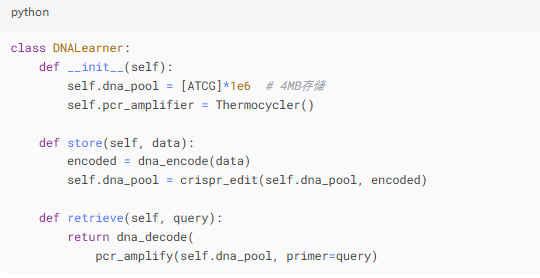 python
class DNALearner:
    def __init__(self):
        self.dna_pool = [ATCG]*1e6  # 4MB存储
        self.pcr_amplifier = Thermocycler()
    def store(self, data):
        encoded = dna_encode(data)
        self.dna_pool = crispr_edit(self.dna_pool, encoded)
    def retrieve(self, query):
        return dna_decode(
            pcr_amplify(self.dna_pool, primer=query)